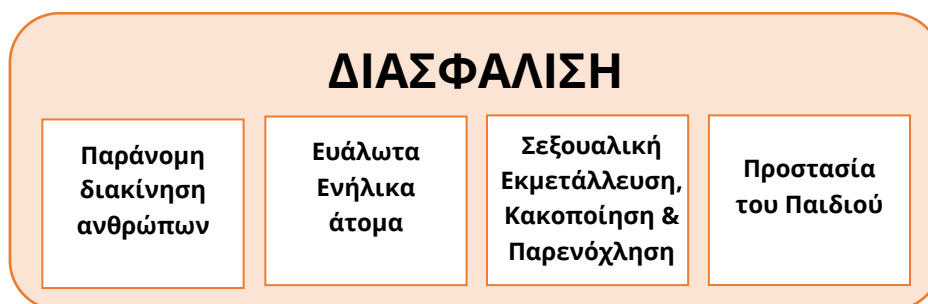 ΔΙΑΣΦΑΛΙΣΗ
Παράνομη
διακίνηση
ανθρώπων
Ευάλωτα
Ενήλικα
άτομα
Σεξουαλική
Εκμετάλλευση,
Κακοποίηση &
Παρενόχληση
Προστασία
του Παιδιού